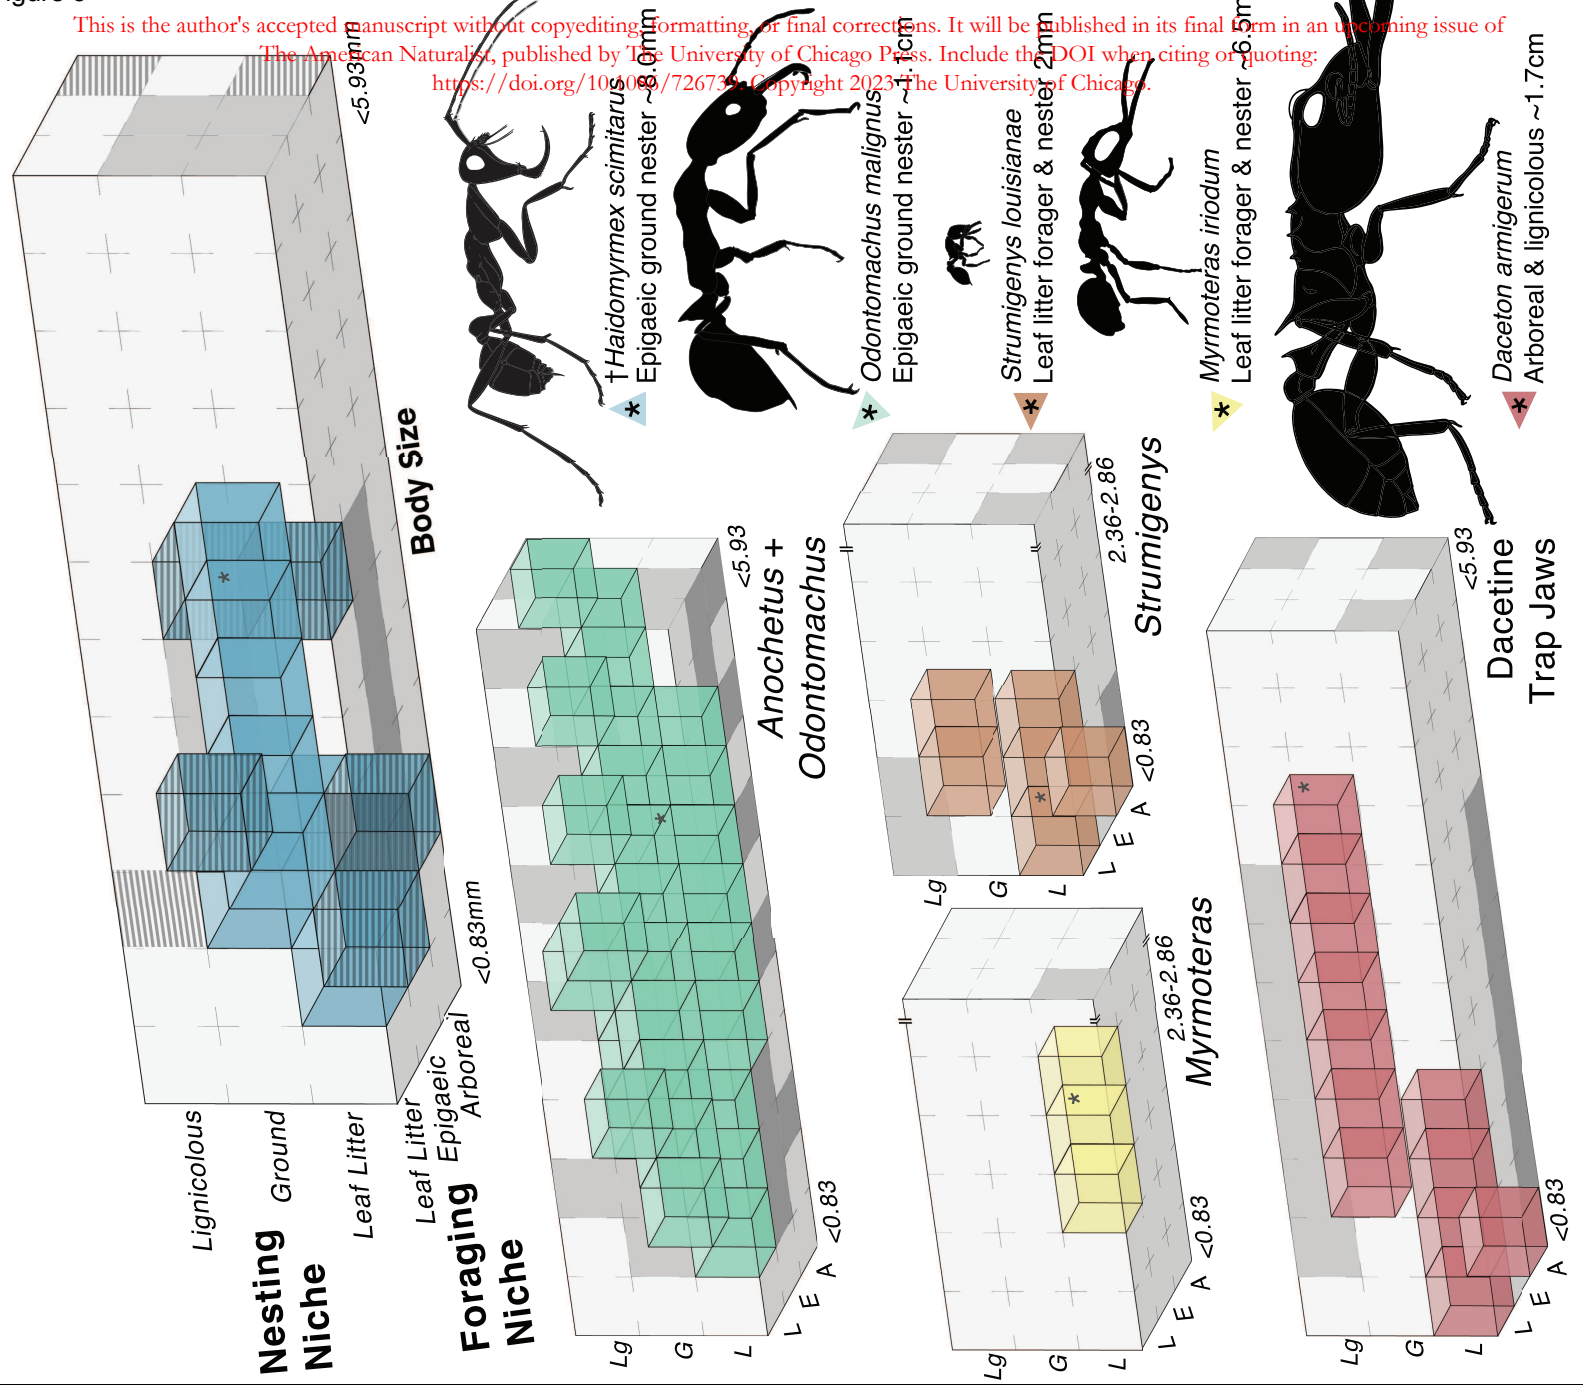 This is the author's accepted manuscript without copyediting, formatting, or final corrections. It will be published in its final form in an upcoming issue of
The American Naturalist, published by The University of Chicago Press. Include the DOI when citing or quoting:
https://doi.org/10.1086/726739. Copyright 2023 The University of Chicago.
<5.93mm
Body Size
<0.83mm
Lignicolous
Ground
Leaf Litter
Leaf Litter
Epigaeic
Arboreal
Nesting
Niche
Foraging
Niche
†Haidomyrmex scimitarus
Epigaeic ground nester ~8.0mm
Odontomachus malignus
Epigaeic ground nester ~1.1cm
Strumigenys louisianae
Leaf litter forager & nester 2mm
Myrmoteras iriodum
Leaf litter forager & nester ~6.5m
Daceton armigerum
Arboreal & lignicolous ~1.7cm
<5.93
Anochetus +
Odontomachus
<0.83
Lg
G
L
L
E
A
2.36-2.86
Strumigenys
<0.83
Lg
G
L
L
E
A
2.36-2.86
Myrmoteras
<0.83
Lg
G
L
L
E
A
<5.93
Dacetine
Trap Jaws
<0.83
Lg
G
L
L
E
A